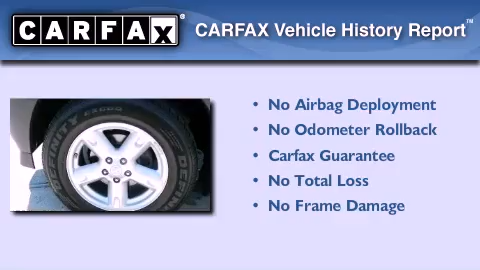 CARFAX®
CARFAX Vehicle History Report™
• No Airbag Deployment
• No Odometer Rollback
• Carfax Guarantee
• No Total Loss
• No Frame Damage
DEFINITY